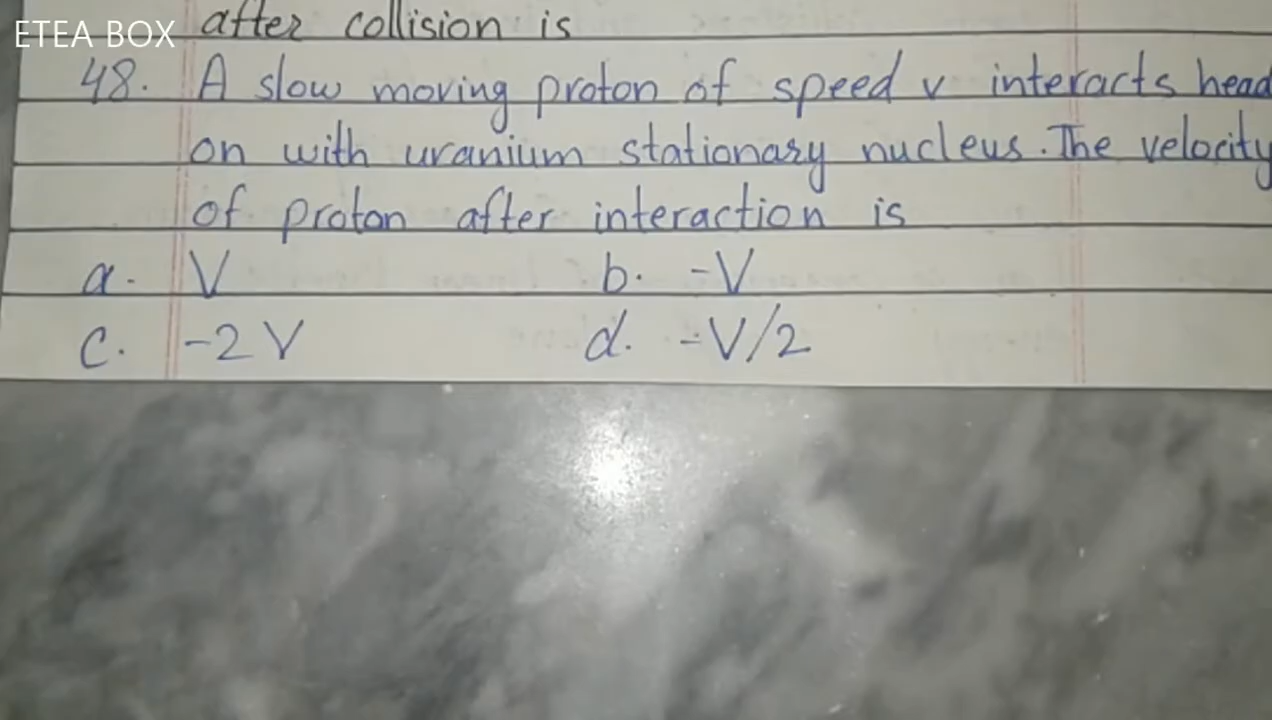 after collision is
ETEA BOX
48. A slow moving proton of speed v interacts head
on with uranium stationary nucleus. The velocity
of proton after interaction is
a. V b. -V
c. -2V d. -V/2